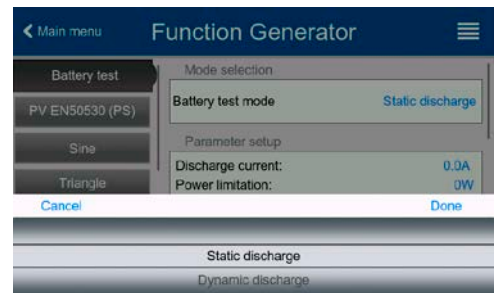 Main menu
Function Generator
Battery test
Mode selection
Battery test mode Static discharge
PV EN50530 (PS)
Parameter setup
Sine
Discharge current: 0.0A
Triangle
Power limitation: 0W
Cancel Done
Static discharge
Dynamic discharge